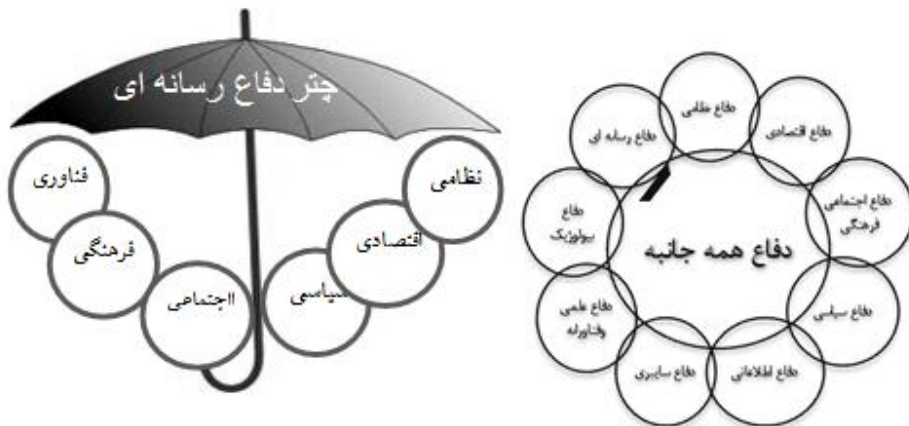 چتر دفاع رسانه ای
نظامی
اقتصادی
سیاسی
ااجتماعی
فرهنگی
فناوری
دفاع نظامی
دفاع اقتصادی
دفاع اجتماعی
فرهنگی
دفاع سیاسی
دفاع اطلاعاتی
دفاع سایبری
دفاع علمی
وفناورانه
دفاع
بیولوژیک
دفاع رسانه ای
دفاع همه جانبه